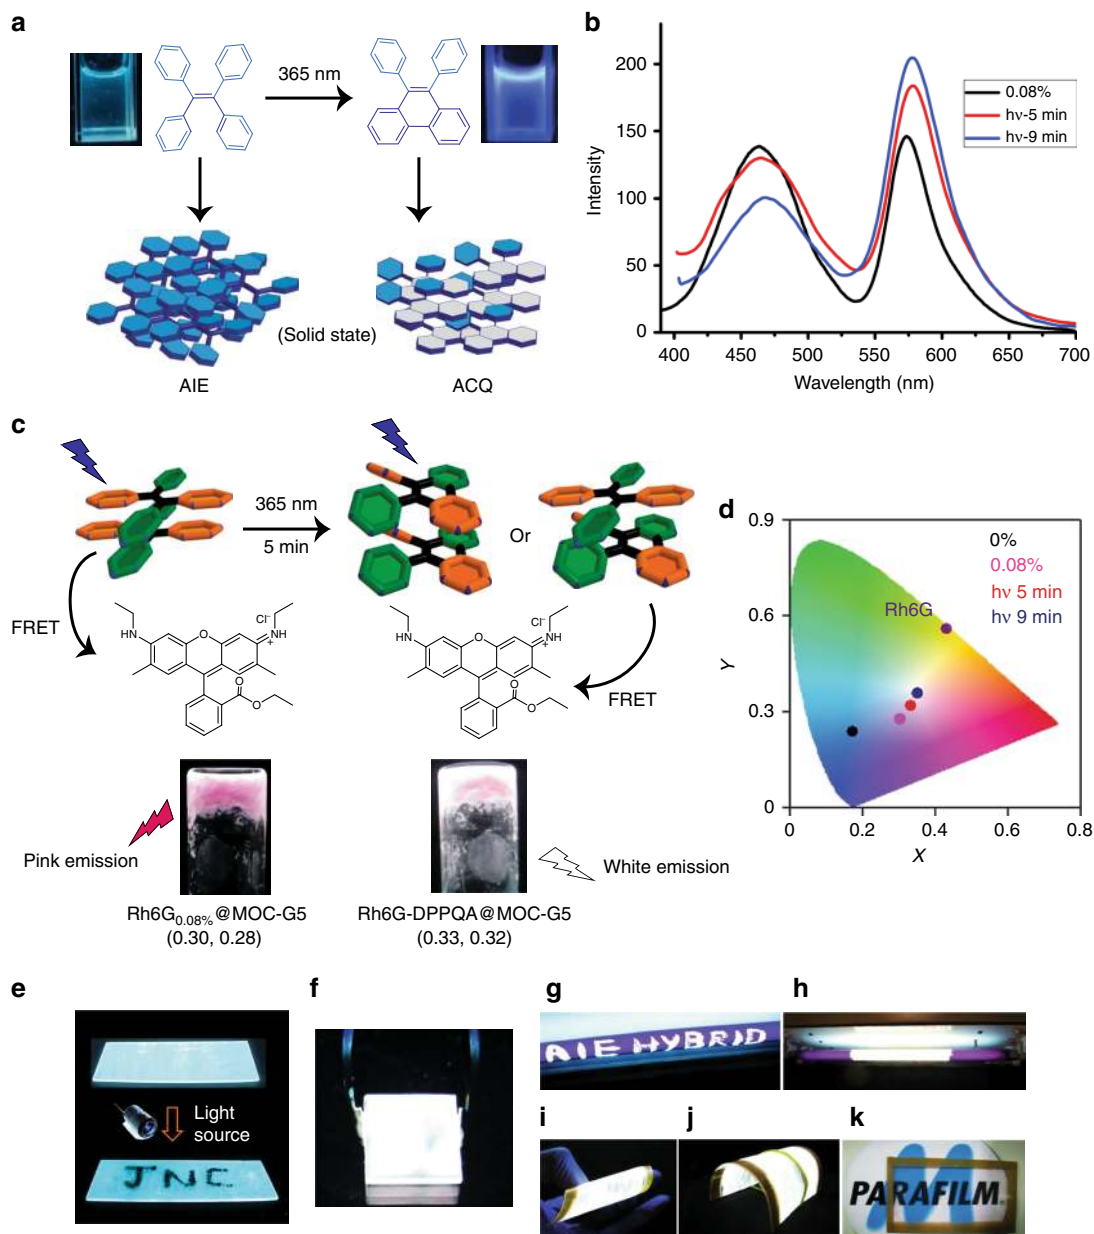 a
365 nm
(Solid state)
AIE
ACQ
b
200
150
100
50
0
Intensity
400
450
500
550
600
650
700
Wavelength (nm)
0.08%
hν-5 min
hν-9 min
c
365 nm
5 min
Or
FRET
HN
O
Cl⁻
NH
+
O
O
HN
O
Cl⁻
NH
+
O
O
FRET
Pink emission
White emission
Rh6G0.08%@MOC-G5
(0.30, 0.28)
Rh6G-DPPQA@MOC-G5
(0.33, 0.32)
d
0.9
0.6
0.3
0
Y
0
0.2
0.4
0.6
0.8
X
0%
0.08%
hν 5 min
hν 9 min
Rh6G
e
Light
source
JNC
f
g
AIE HYBRID
h
i
j
k
PARAFILM